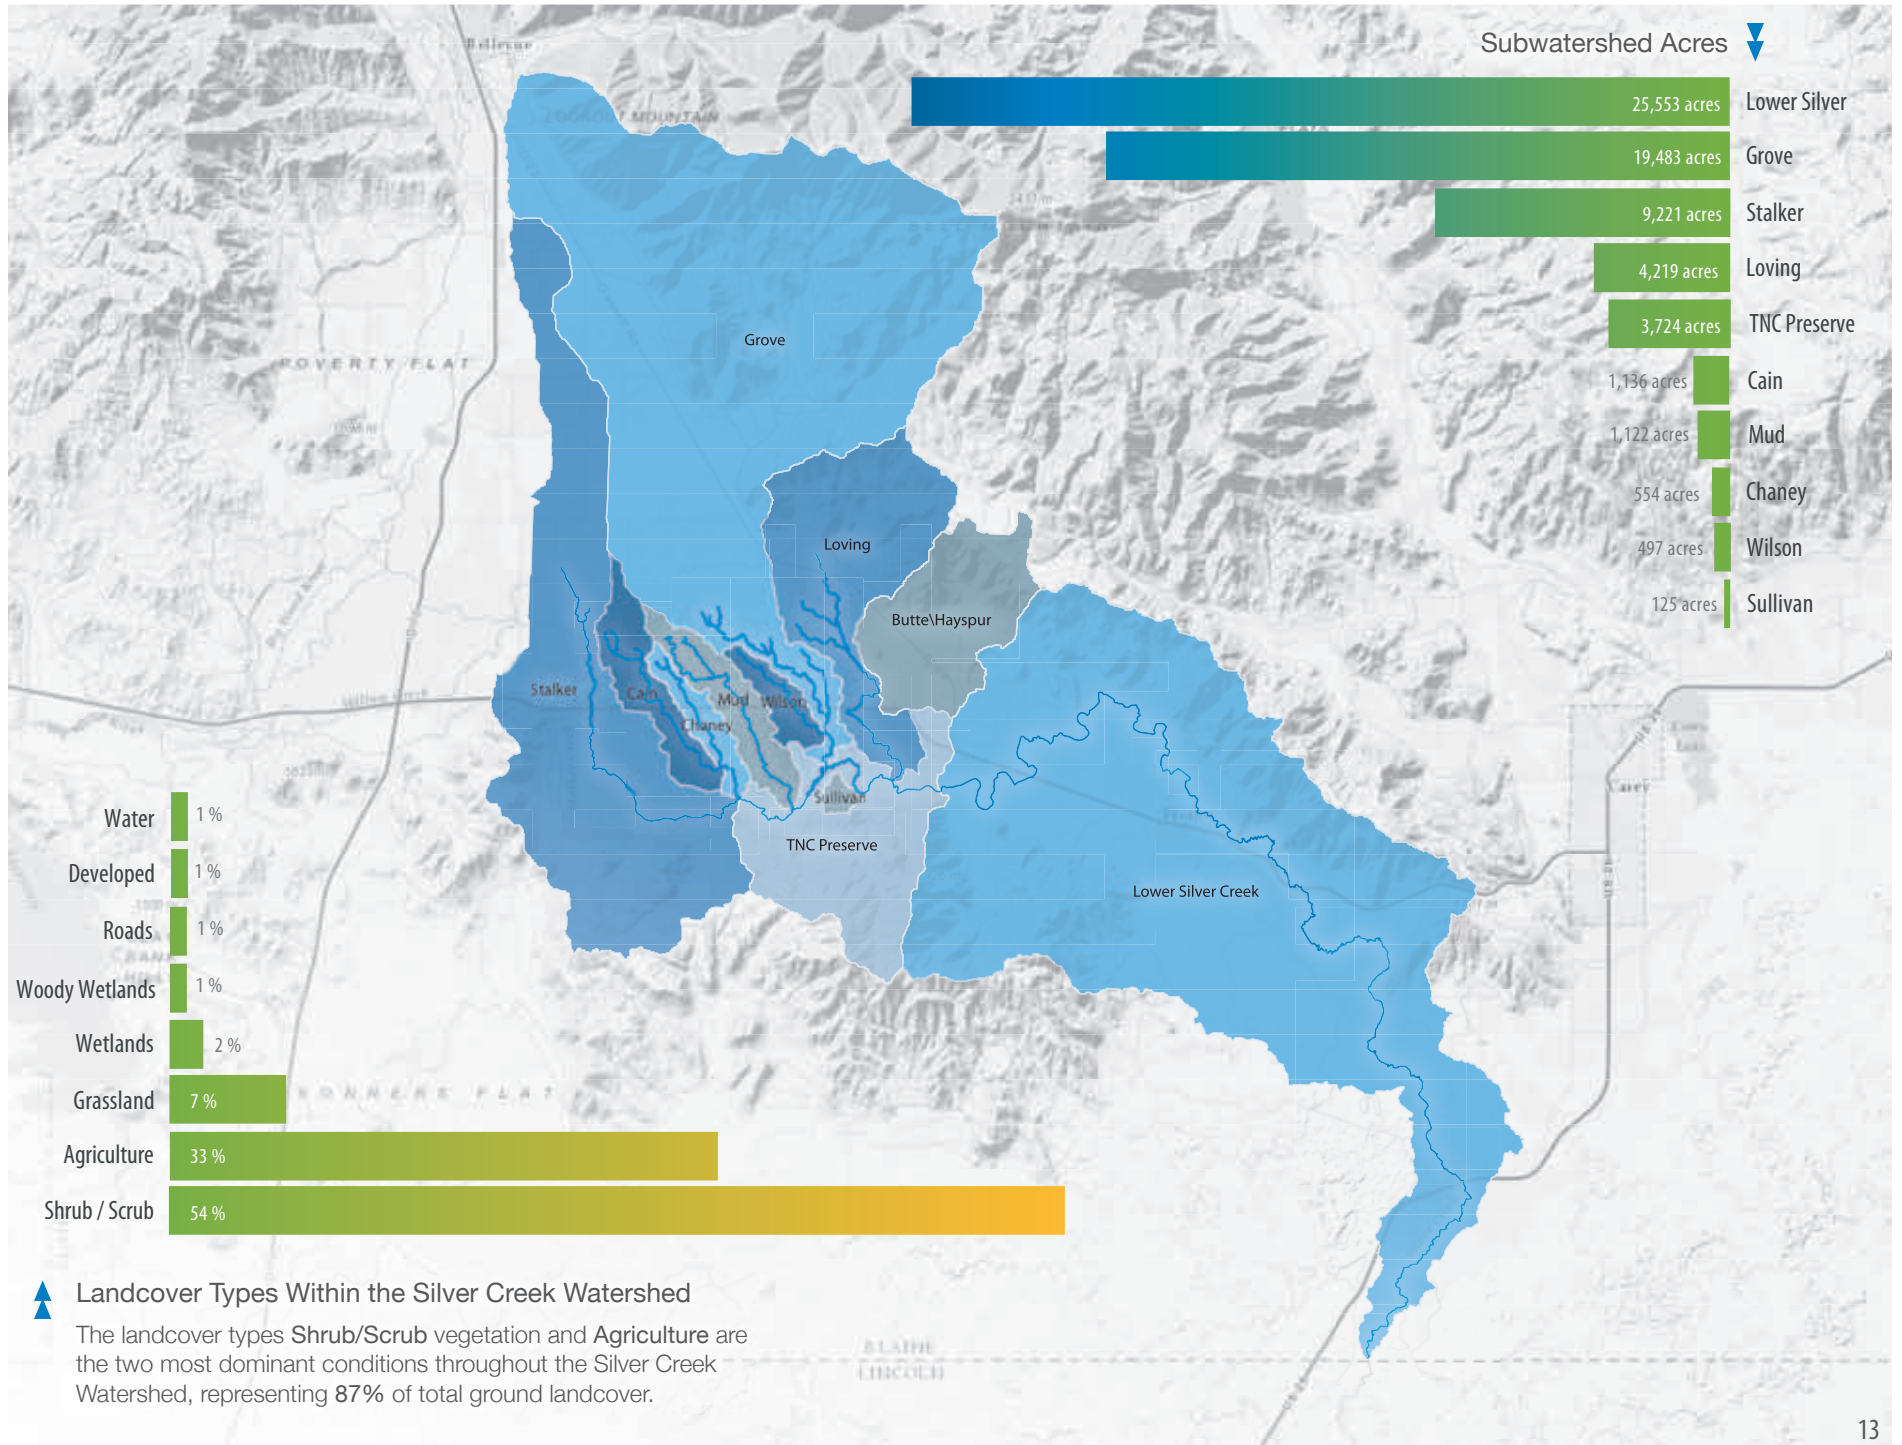 Subwatershed Acres
25,553 acres Lower Silver
19,483 acres Grove
9,221 acres Stalker
4,219 acres Loving
3,724 acres TNC Preserve
1,136 acres Cain
1,122 acres Mud
554 acres Chaney
497 acres Wilson
125 acres Sullivan
LOOKOUT MOUNTAIN
POVERTY FLAT
Grove
Loving
Butte\Hayspur
Stalker
Cain
Mud Wilson
Chaney
Sullivan
TNC Preserve
Lower Silver Creek
Carey
Water 1 %
Developed 1 %
Roads 1 %
Woody Wetlands 1 %
Wetlands 2 %
Grassland 7 %
Agriculture 33 %
Shrub / Scrub 54 %
Landcover Types Within the Silver Creek Watershed
The landcover types Shrub/Scrub vegetation and Agriculture are
the two most dominant conditions throughout the Silver Creek
Watershed, representing 87% of total ground landcover.
BLAINE
LINCOLN
13